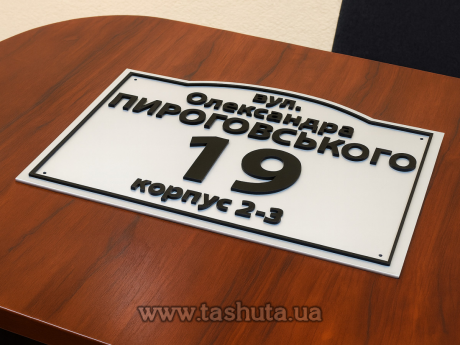 вул.
Олександра
ПИРОГОВСЬКОГО
19
корпус 2-3
www.tashuta.ua